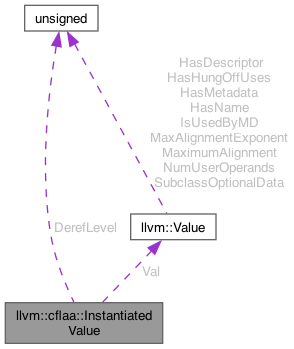 unsigned
HasDescriptor
HasHungOffUses
HasMetadata
HasName
IsUsedByMD
MaxAlignmentExponent
MaximumAlignment
NumUserOperands
SubclassOptionalData
DerefLevel
llvm::Value
Val
llvm::cflaa::Instantiated
Value